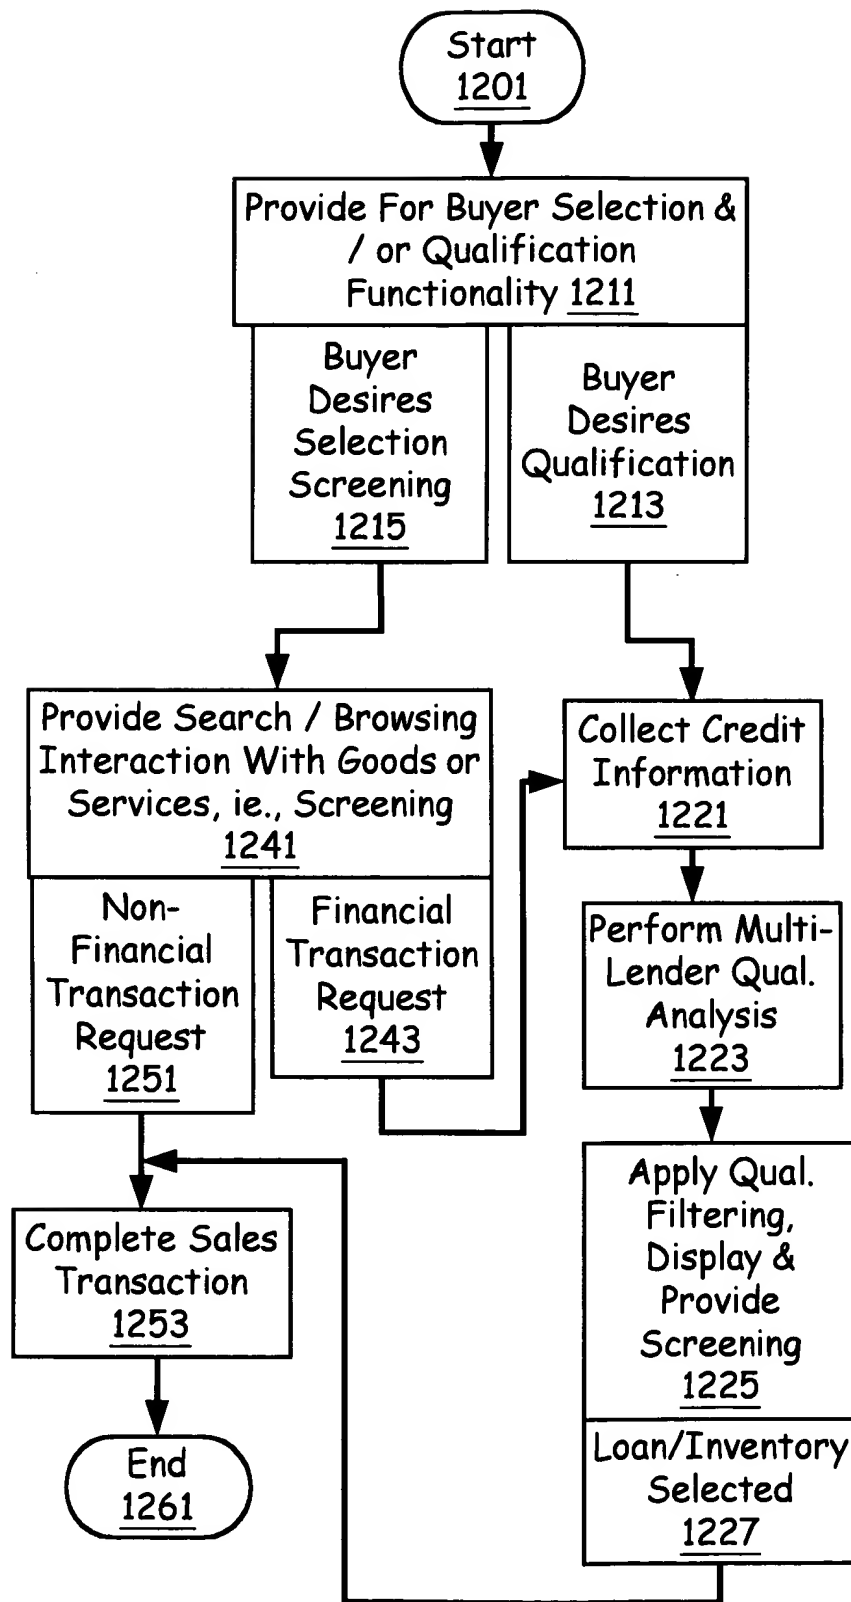 Start
1201
Provide For Buyer Selection &
/ or Qualification
Functionality 1211
Buyer
Desires
Selection
Screening
1215
Buyer
Desires
Qualification
1213
Provide Search / Browsing
Interaction With Goods or
Services, ie., Screening
1241
Non-
Financial
Transaction
Request
1251
Financial
Transaction
Request
1243
Collect Credit
Information
1221
Perform Multi-
Lender Qual.
Analysis
1223
Apply Qual.
Filtering,
Display &
Provide
Screening
1225
Loan/Inventory
Selected
1227
Complete Sales
Transaction
1253
End
1261